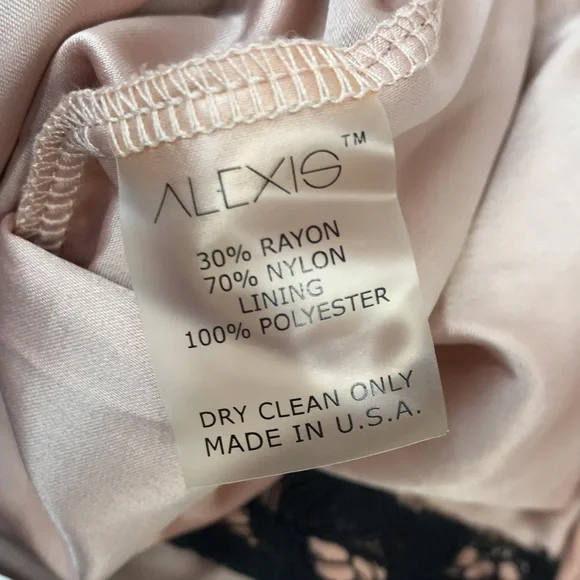 ALEXIS™
30% RAYON
70% NYLON
LINING
100% POLYESTER
DRY CLEAN ONLY
MADE IN U.S.A.